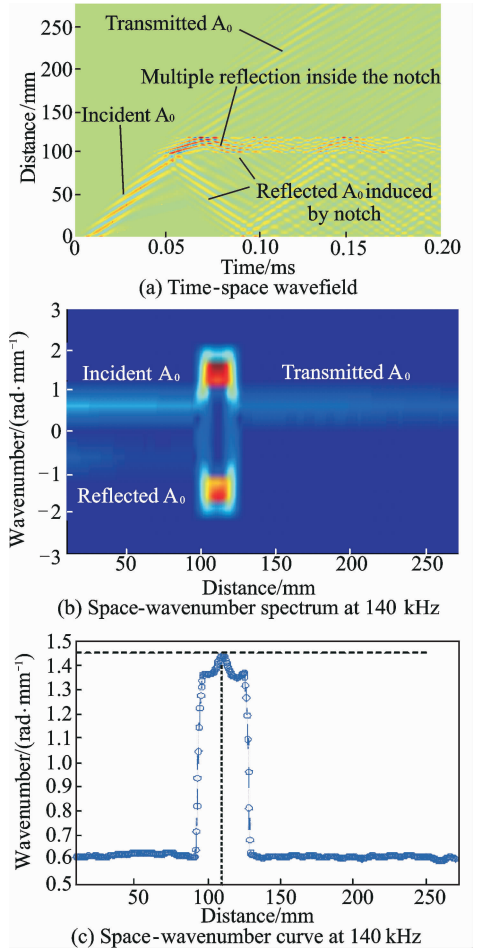 250
200
150
100
50
0
Distance/mm
Transmitted A₀
Multiple reflection inside the notch
Incident A₀
Reflected A₀ induced
by notch
0.05 0.10 0.15 0.20
Time/ms
(a) Time-space wavefield
3
2
1
0
−1
−2
−3
Wavenumber/(rad·mm⁻¹)
Incident A₀
Transmitted A₀
Reflected A₀
50 100 150 200 250
Distance/mm
(b) Space-wavenumber spectrum at 140 kHz
1.5
1.4
1.3
1.2
1.1
1.0
0.9
0.8
0.7
0.6
0.5
Wavenumber/(rad·mm⁻¹)
50 100 150 200 250
Distance/mm
(c) Space-wavenumber curve at 140 kHz